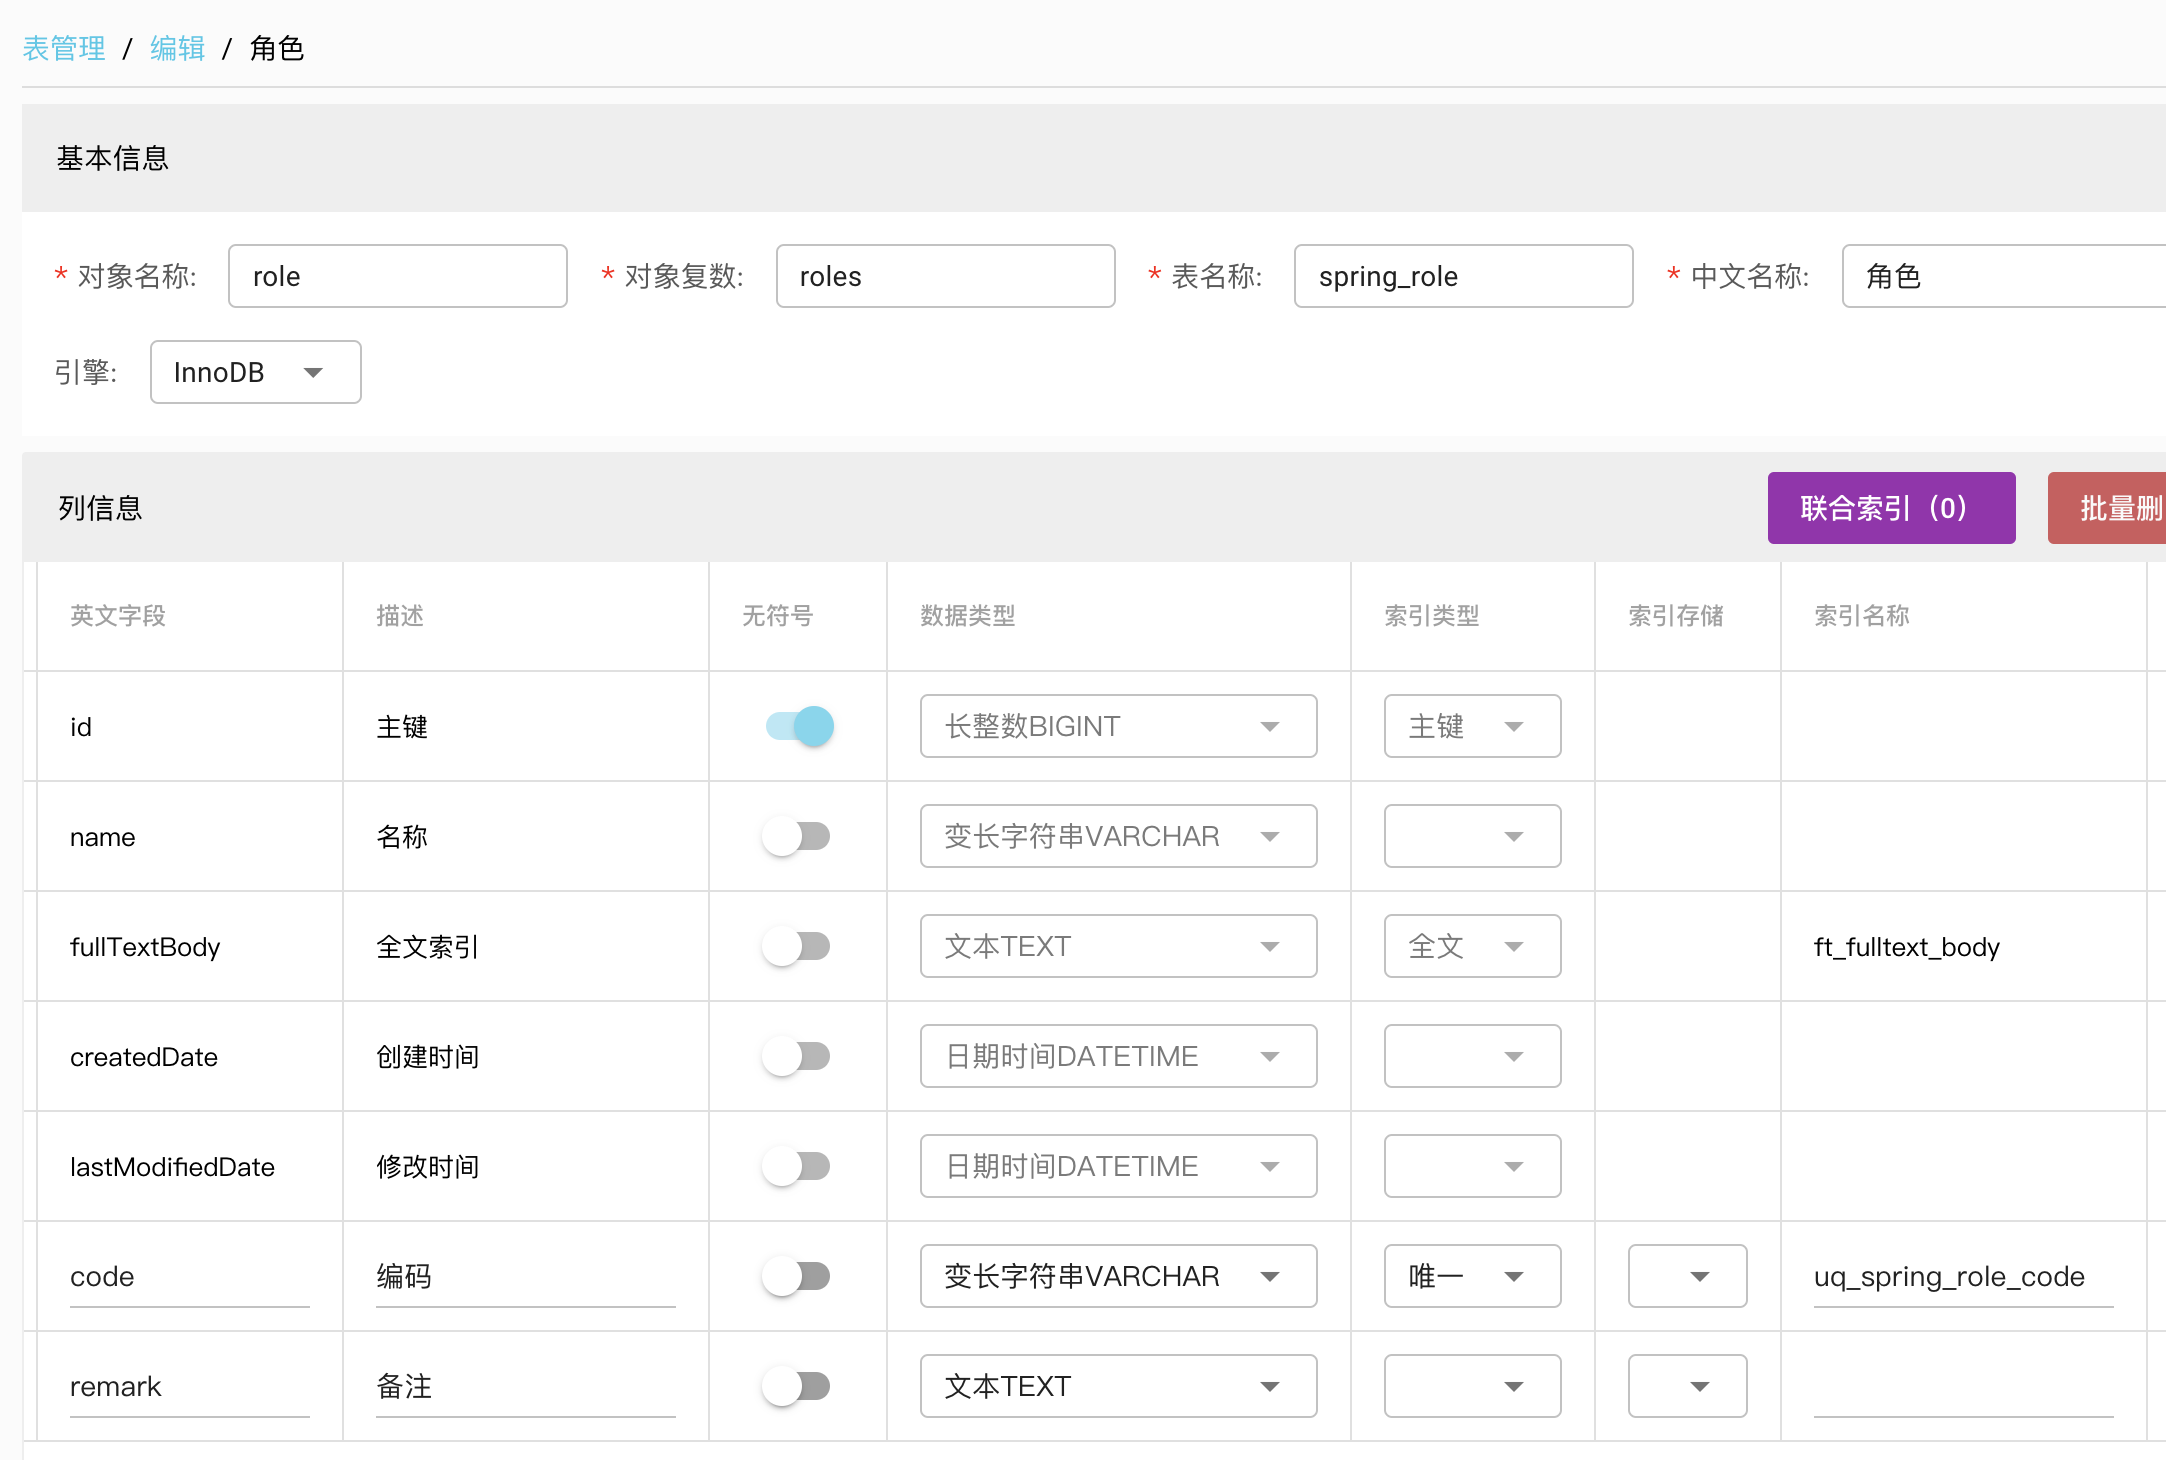 表管理 / 编辑 / 角色
基本信息
* 对象名称: role * 对象复数: roles * 表名称: spring_role * 中文名称: 角色
引擎: InnoDB
列信息 联合索引（0） 批量删
英文字段 描述 无符号 数据类型 索引类型 索引存储 索引名称
id 主键 长整数BIGINT 主键
name 名称 变长字符串VARCHAR
fullTextBody 全文索引 文本TEXT 全文 ft_fulltext_body
createdDate 创建时间 日期时间DATETIME
lastModifiedDate 修改时间 日期时间DATETIME
code 编码 变长字符串VARCHAR 唯一 uq_spring_role_code
remark 备注 文本TEXT